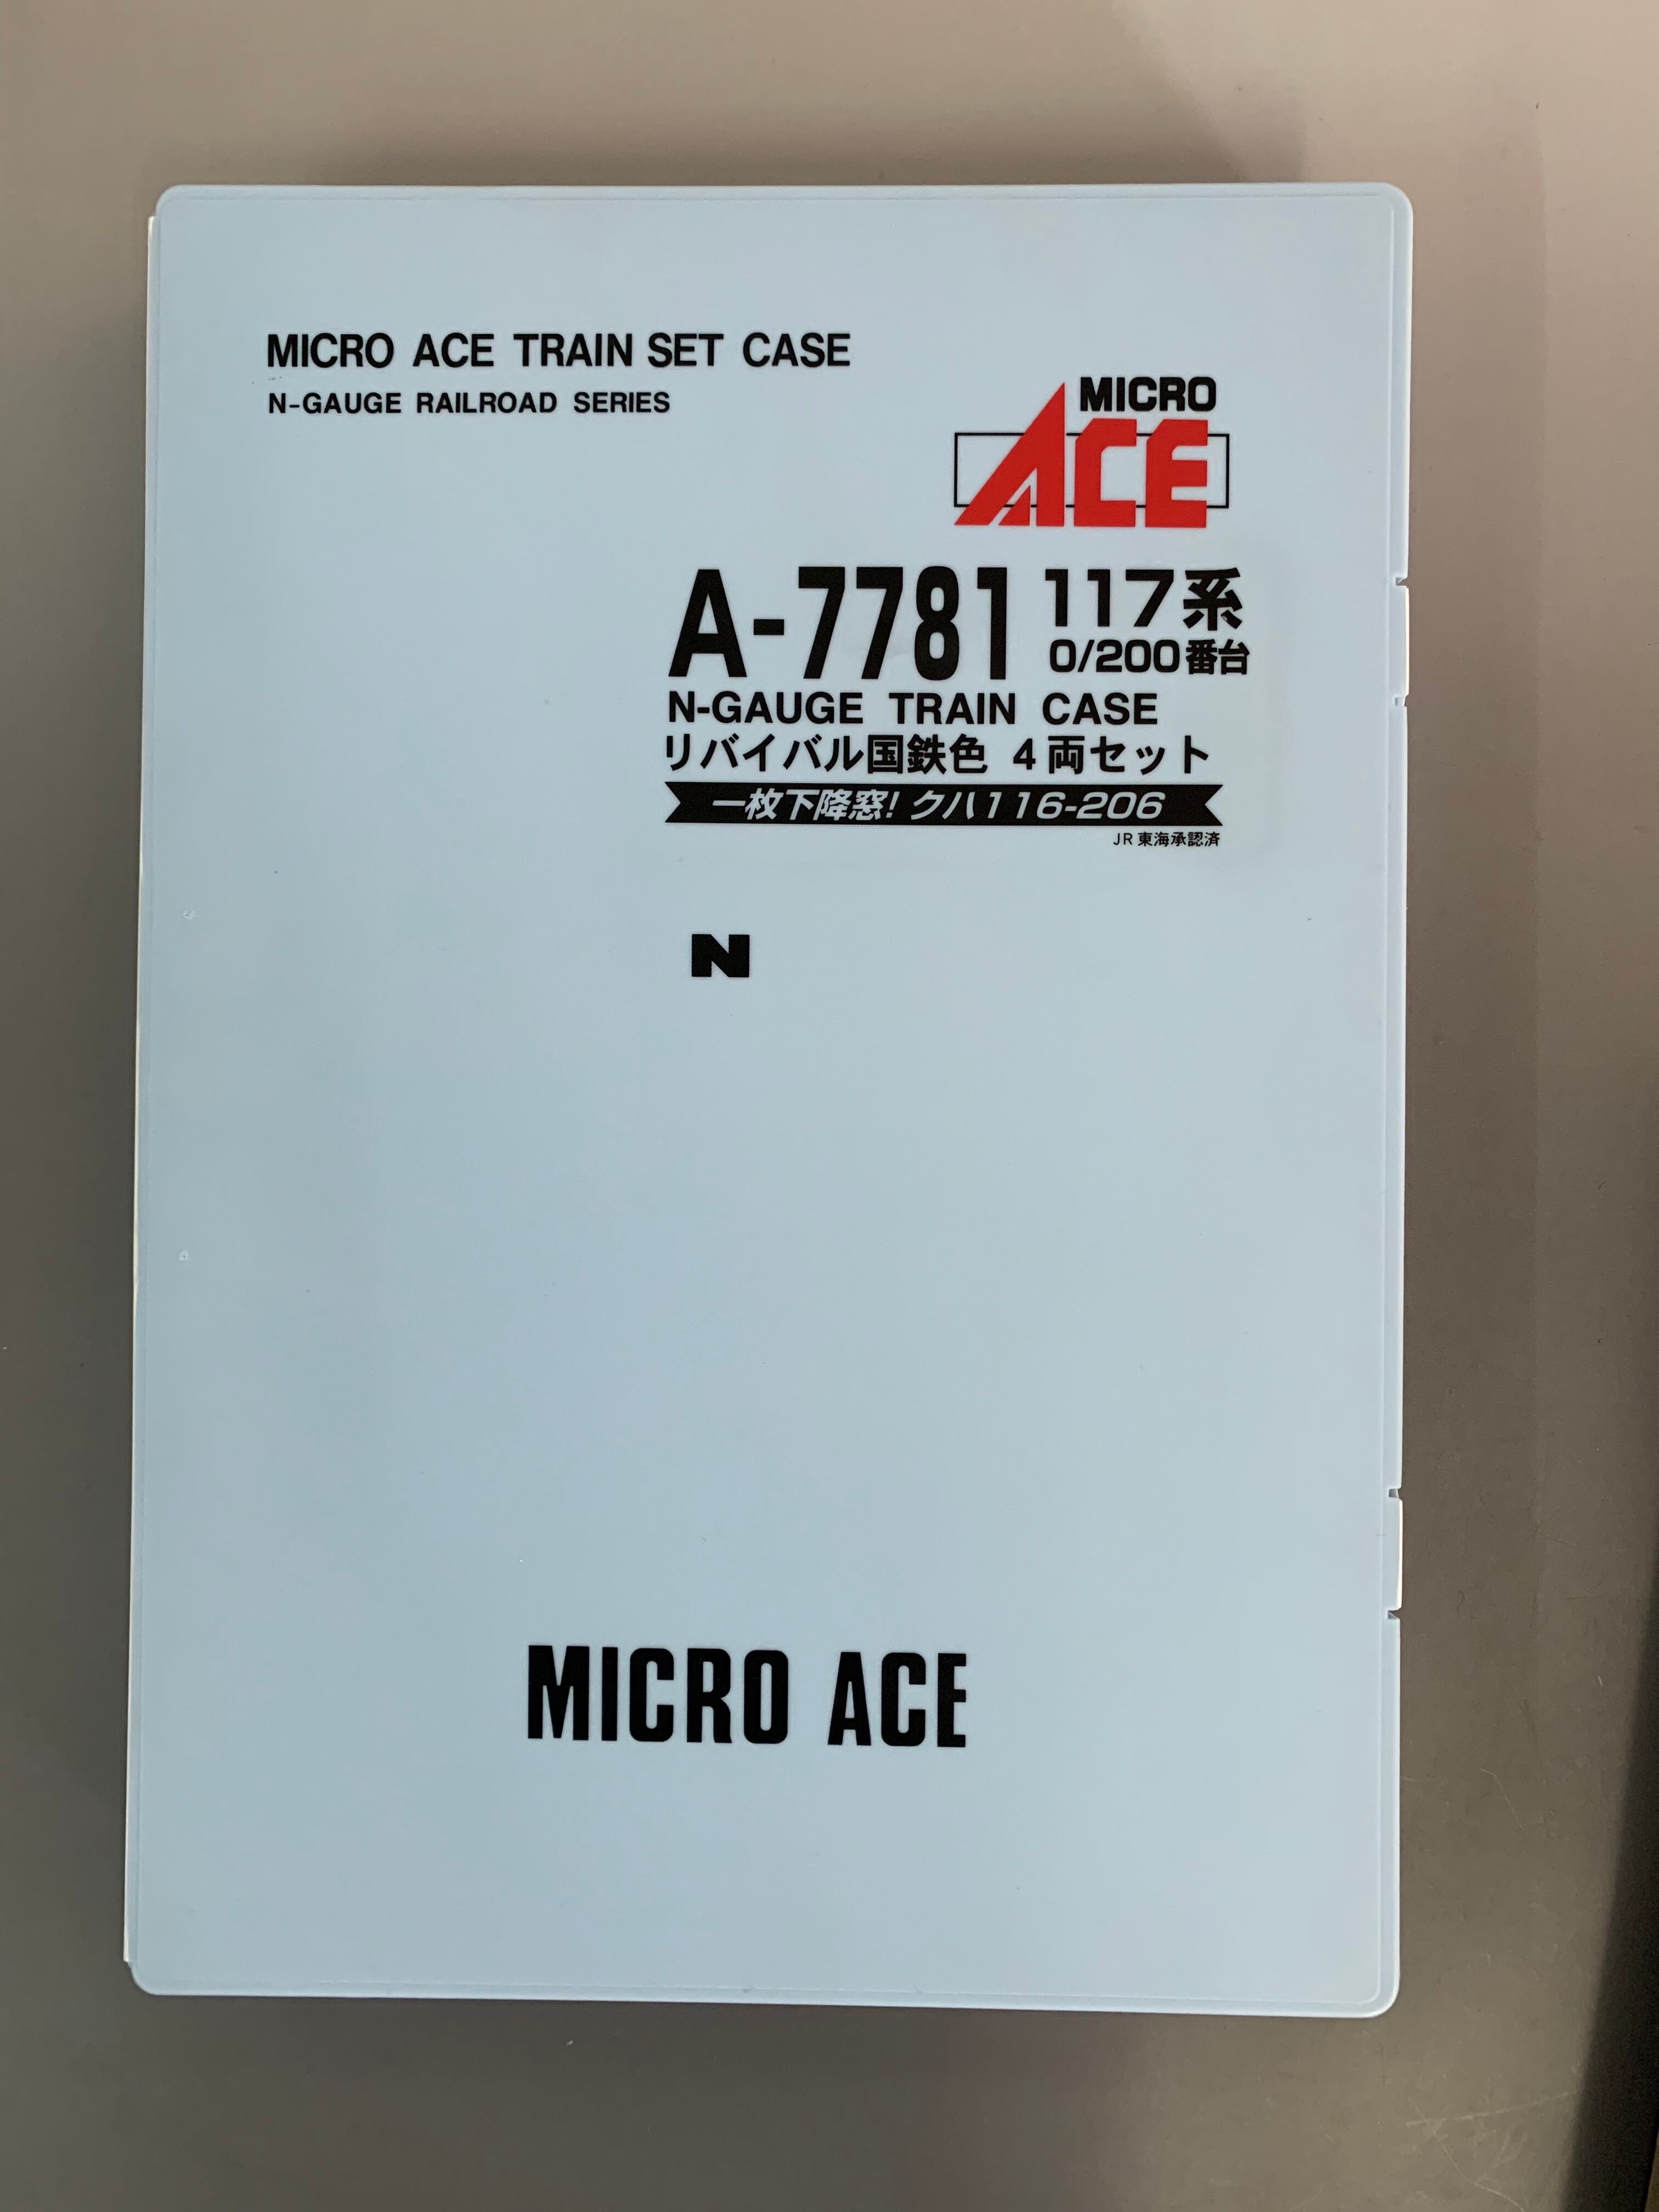 MICRO ACE TRAIN SET CASE
N-GAUGE RAILROAD SERIES
MICRO
ACE
A-7781 117系
0/200番台
N-GAUGE TRAIN CASE
リバイバル国鉄色 4両セット
一枚下降窓! クハ116-206
JR東海承認済
N
MICRO ACE